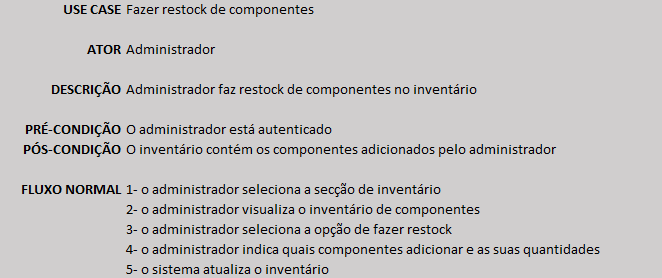 USE CASE Fazer restock de componentes
ATOR Administrador
DESCRIÇÃO Administrador faz restock de componentes no inventário
PRÉ-CONDIÇÃO O administrador está autenticado
PÓS-CONDIÇÃO O inventário contém os componentes adicionados pelo administrador
FLUXO NORMAL 1- o administrador seleciona a secção de inventário
2- o administrador visualiza o inventário de componentes
3- o administrador seleciona a opção de fazer restock
4- o administrador indica quais componentes adicionar e as suas quantidades
5- o sistema atualiza o inventário